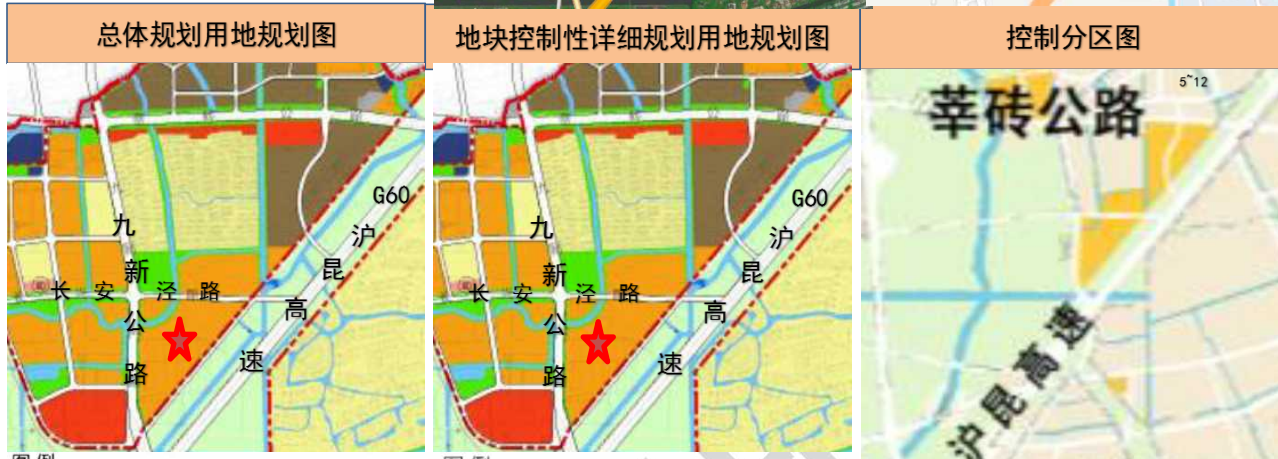 总体规划用地规划图
地块控制性详细规划用地规划图
控制分区图
G60
沪昆高速
九新公路
长安泾路
图例
G60
沪昆高速
九新公路
长安泾路
图例
5~12
莘砖公路
沪昆高速